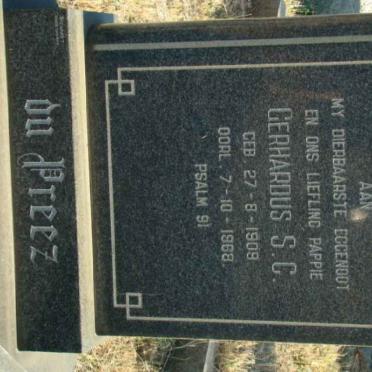 AAN
MY DIERBAARSTE EGGENOOT
EN ONS LIEFLING PAPPIE
GERHARDUS S. C.
GEB. 27-8-1909
OORL. 7-10-1968.
PSALM 91
du Preez